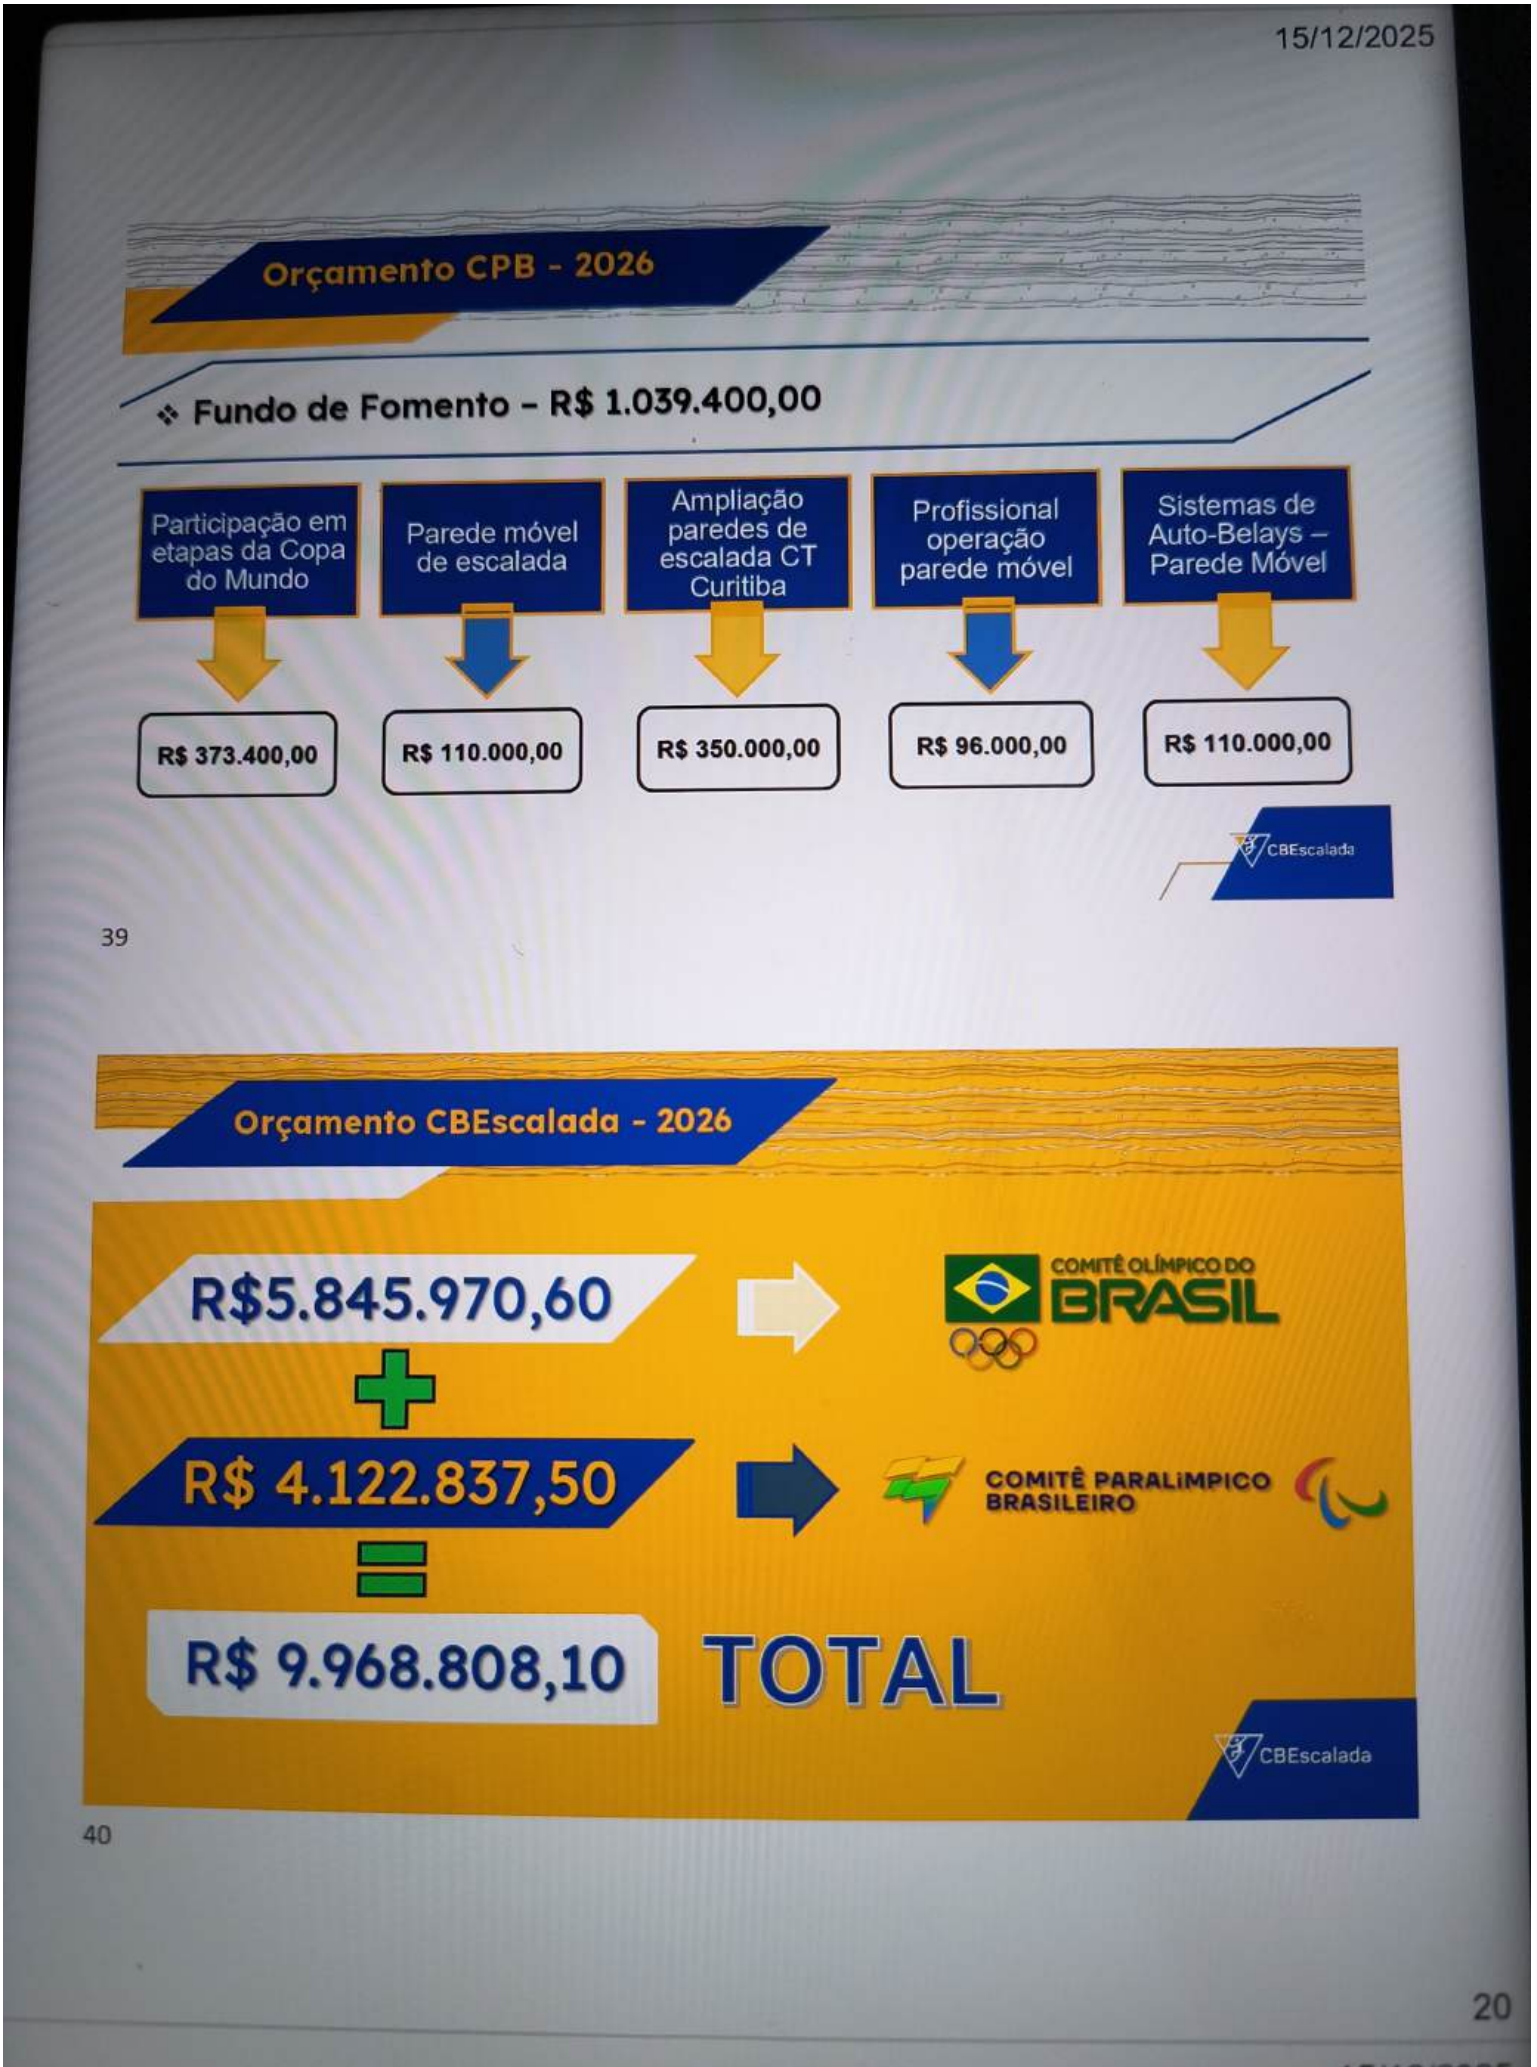 15/12/2025
Orçamento CPB - 2026
❖ Fundo de Fomento – R$ 1.039.400,00
Participação em
etapas da Copa
do Mundo
Parede móvel
de escalada
Ampliação
paredes de
escalada CT
Curitiba
Profissional
operação
parede móvel
Sistemas de
Auto-Belays –
Parede Móvel
R$ 373.400,00
R$ 110.000,00
R$ 350.000,00
R$ 96.000,00
R$ 110.000,00
CBEscalada
39
Orçamento CBEscalada - 2026
R$5.845.970,60
COMITÊ OLÍMPICO DO
BRASIL
R$ 4.122.837,50
COMITÊ PARALíMPICO
BRASILEIRO
R$ 9.968.808,10
TOTAL
CBEscalada
40
20